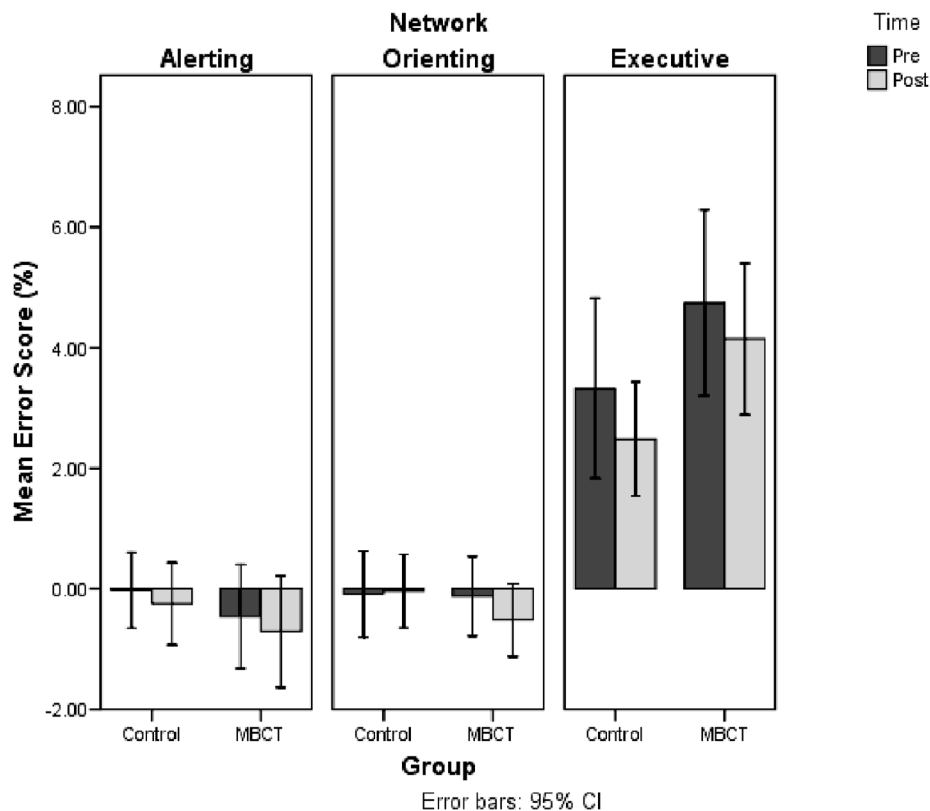 Network
Alerting
Orienting
Executive
Time
Pre
Post
Mean Error Score (%)
8.00
6.00
4.00
2.00
0.00
-2.00
Control MBCT
Control MBCT
Control MBCT
Group
Error bars: 95% CI